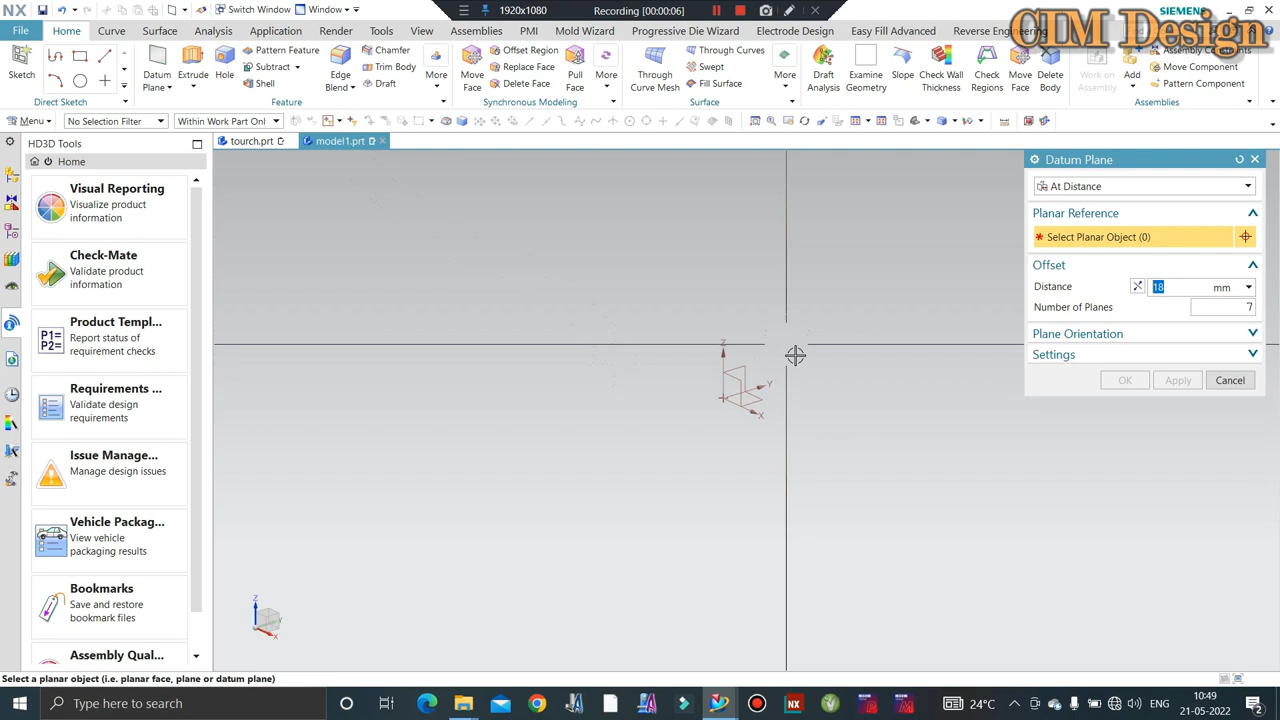 NX
Switch Window
Window
1920x1080
Recording [00:00:06]
SIEMENS
CIM Design
File
Home
Curve
Surface
Analysis
Application
Render
Tools
View
Assemblies
PMI
Mold Wizard
Progressive Die Wizard
Electrode Design
Easy Fill Advanced
Reverse Engineering
Sketch
Direct Sketch
Datum Plane
Extrude
Hole
Pattern Feature
Subtract
Shell
Edge Blend
Chamfer
Trim Body
Draft
More
Feature
Move Face
Offset Region
Replace Face
Delete Face
Pull Face
More
Synchronous Modeling
Through Curve Mesh
Through Curves
Swept
Fill Surface
More
Surface
Draft Analysis
Examine Geometry
Slope
Check Wall Thickness
Check Regions
Move Face
Delete Body
Work on Assembly
Add
Assembly Constraints
Move Component
Pattern Component
Assemblies
Menu
No Selection Filter
Within Work Part Only
HD3D Tools
tourch.prt
model1.prt
Home
Visual Reporting
Visualize product
information
Check-Mate
Validate product
information
Product Templ...
Report status of
requirement checks
P1=
P2=
Requirements ...
Validate design
requirements
Issue Manage...
Manage design issues
Vehicle Packag...
View vehicle
packaging results
Bookmarks
Save and restore
bookmark files
Assembly Qual...
Z
Y
X
Z
Y
X
Datum Plane
At Distance
Planar Reference
* Select Planar Object (0)
Offset
Distance
18
mm
Number of Planes
7
Plane Orientation
Settings
OK
Apply
Cancel
Select a planar object (i.e. planar face, plane or datum plane)
Type here to search
24°C
ENG
10:49
21-05-2022
2